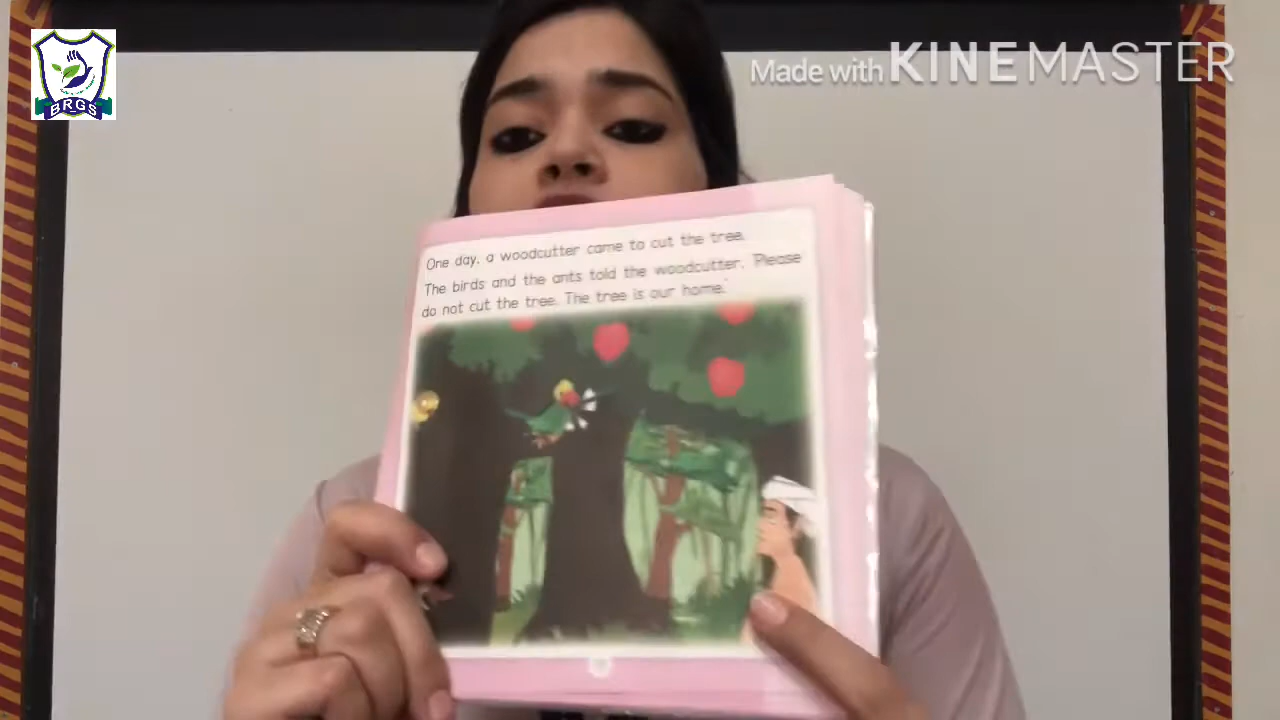 BRGS
Made with KINEMASTER
One day, a woodcutter came to cut the tree.
The birds and the ants told the woodcutter, 'Please
do not cut the tree. The tree is our home.'